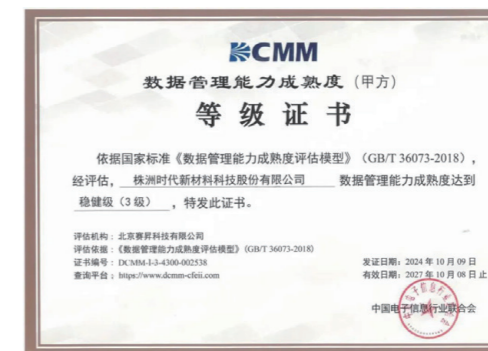 CMM
数据管理能力成熟度（甲方）
等级证书
依据国家标准《数据管理能力成熟度评估模型》（GB/T 36073-2018），
经评估，株洲时代新材料科技股份有限公司 数据管理能力成熟度达到
稳健级（3 级），特发此证书。
评估机构：北京赛昇科技有限公司
评估依据：《数据管理能力成熟度评估模型》（GB/T 36073-2018）
证书编号：DCMM-I-3-4300-002538
查询平台：https://www.dcmm-cfeii.com
发证日期：2024 年 10 月 09 日
有效日期：2027 年 10 月 08 日 止
中国电子信息行业联合会